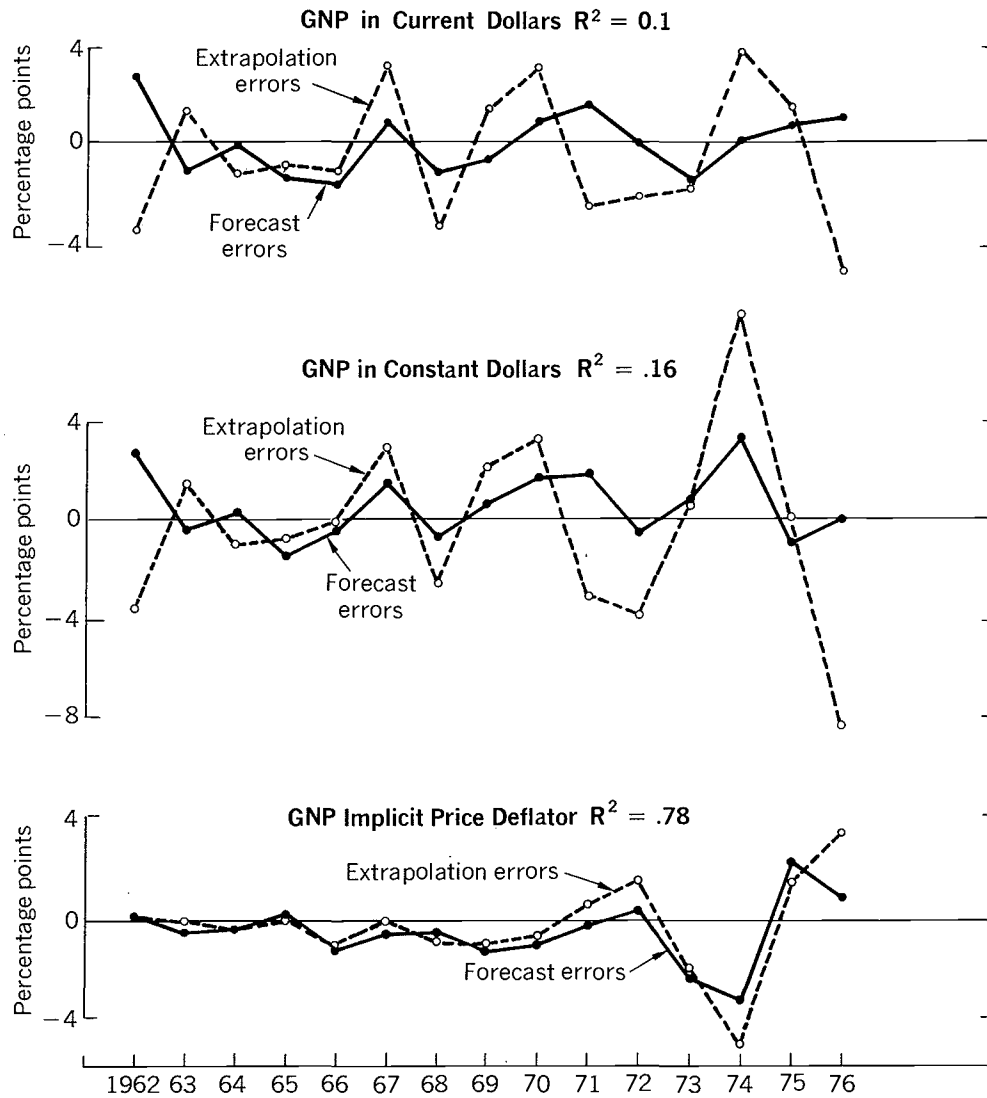 GNP in Current Dollars R² = 0.1
Percentage points
4
0
−4
Extrapolation
errors
Forecast
errors
GNP in Constant Dollars R² = .16
Percentage points
4
0
−4
−8
Extrapolation
errors
Forecast
errors
GNP Implicit Price Deflator R² = .78
Percentage points
4
0
−4
Extrapolation errors
Forecast errors
1962 63 64 65 66 67 68 69 70 71 72 73 74 75 76